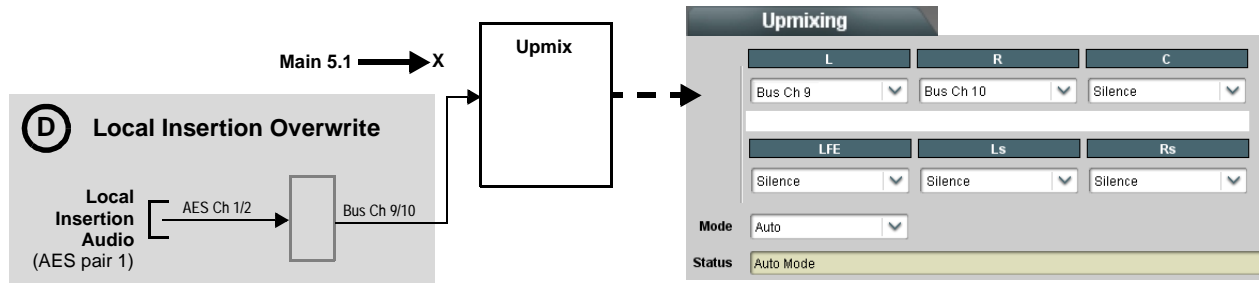 Main 5.1
X
Upmix
D
Local Insertion Overwrite
Local
Insertion
Audio
(AES pair 1)
AES Ch 1/2
Bus Ch 9/10
Upmixing
L R C
Bus Ch 9 Bus Ch 10 Silence
LFE Ls Rs
Silence Silence Silence
Mode Auto
Status Auto Mode